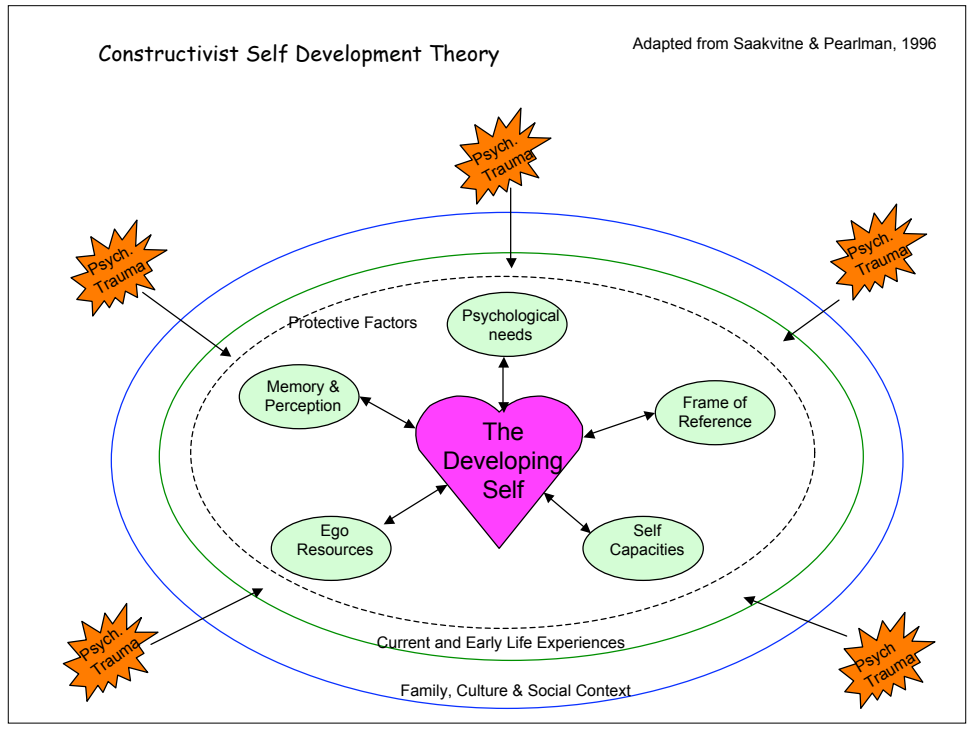 Constructivist Self Development Theory
Adapted from Saakvitne & Pearlman, 1996
Psych.
Trauma
Psych.
Trauma
Psych.
Trauma
Protective Factors
Psychological
needs
Memory &
Perception
Frame of
Reference
The
Developing
Self
Ego
Resources
Self
Capacities
Psych.
Trauma
Psych
Trauma
Current and Early Life Experiences
Family, Culture & Social Context